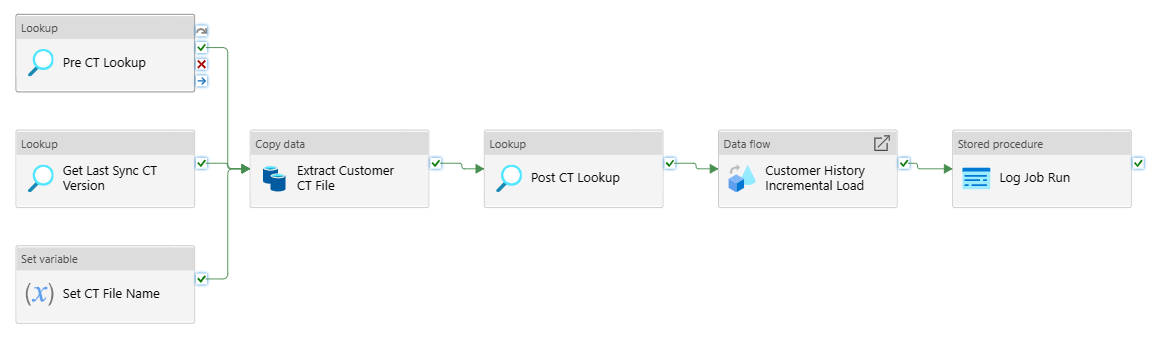 Lookup
Pre CT Lookup
Lookup
Get Last Sync CT
Version
Set variable
(x)
Set CT File Name
Copy data
Extract Customer
CT File
Lookup
Post CT Lookup
Data flow
Customer History
Incremental Load
Stored procedure
Log Job Run